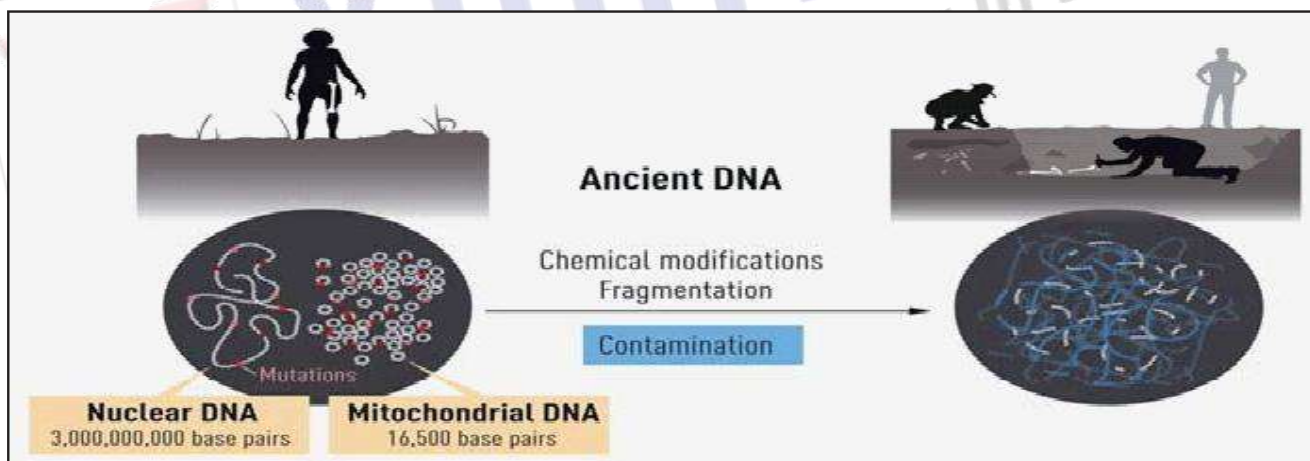 Ancient DNA
Chemical modifications
Fragmentation
Contamination
Mutations
Nuclear DNA
3,000,000,000 base pairs
Mitochondrial DNA
16,500 base pairs